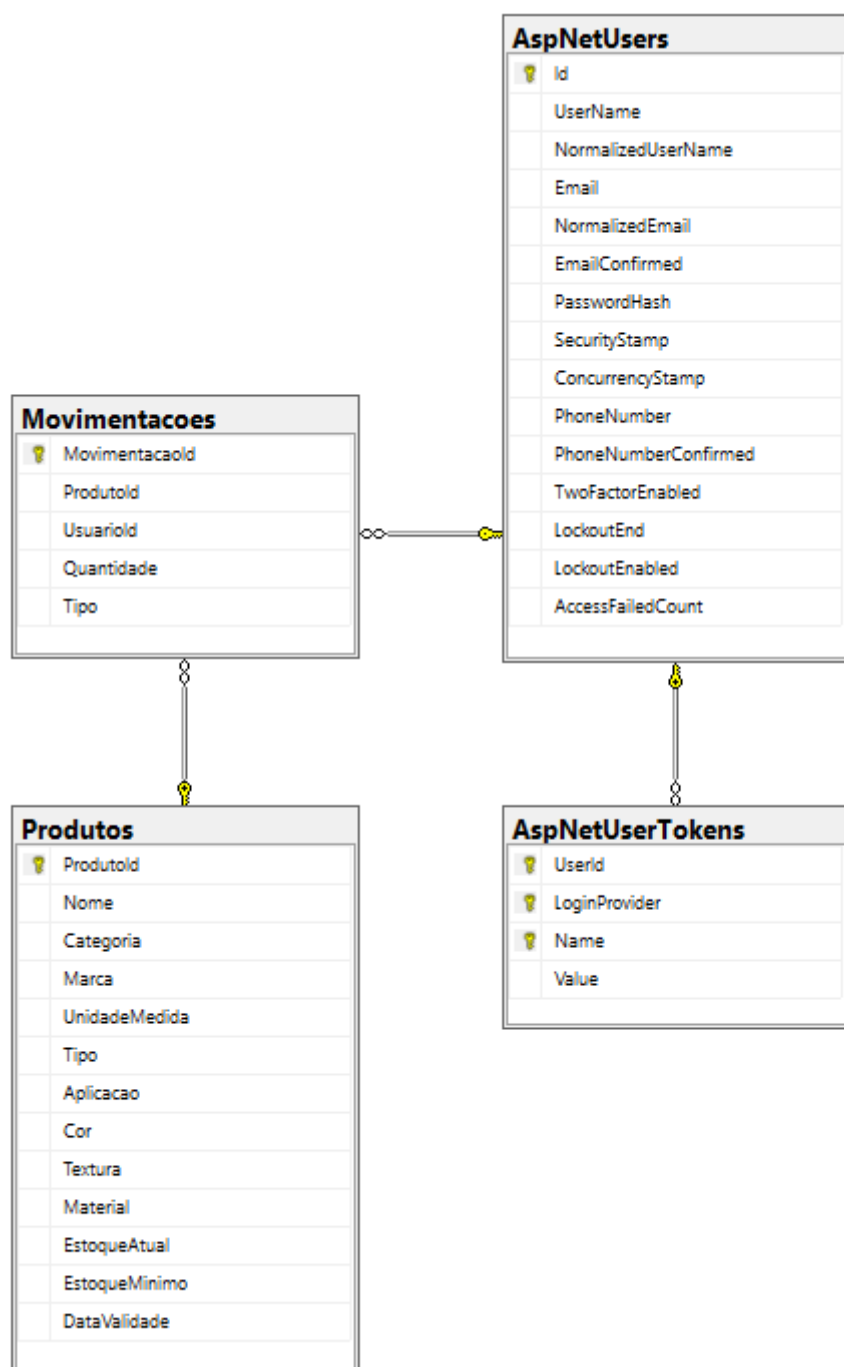 AspNetUsers
Id
UserName
NormalizedUserName
Email
NormalizedEmail
EmailConfirmed
PasswordHash
SecurityStamp
ConcurrencyStamp
PhoneNumber
PhoneNumberConfirmed
TwoFactorEnabled
LockoutEnd
LockoutEnabled
AccessFailedCount
Movimentacoes
MovimentacaoId
ProdutoId
UsuarioId
Quantidade
Tipo
Produtos
ProdutoId
Nome
Categoria
Marca
UnidadeMedida
Tipo
Aplicacao
Cor
Textura
Material
EstoqueAtual
EstoqueMinimo
DataValidade
AspNetUserTokens
UserId
LoginProvider
Name
Value